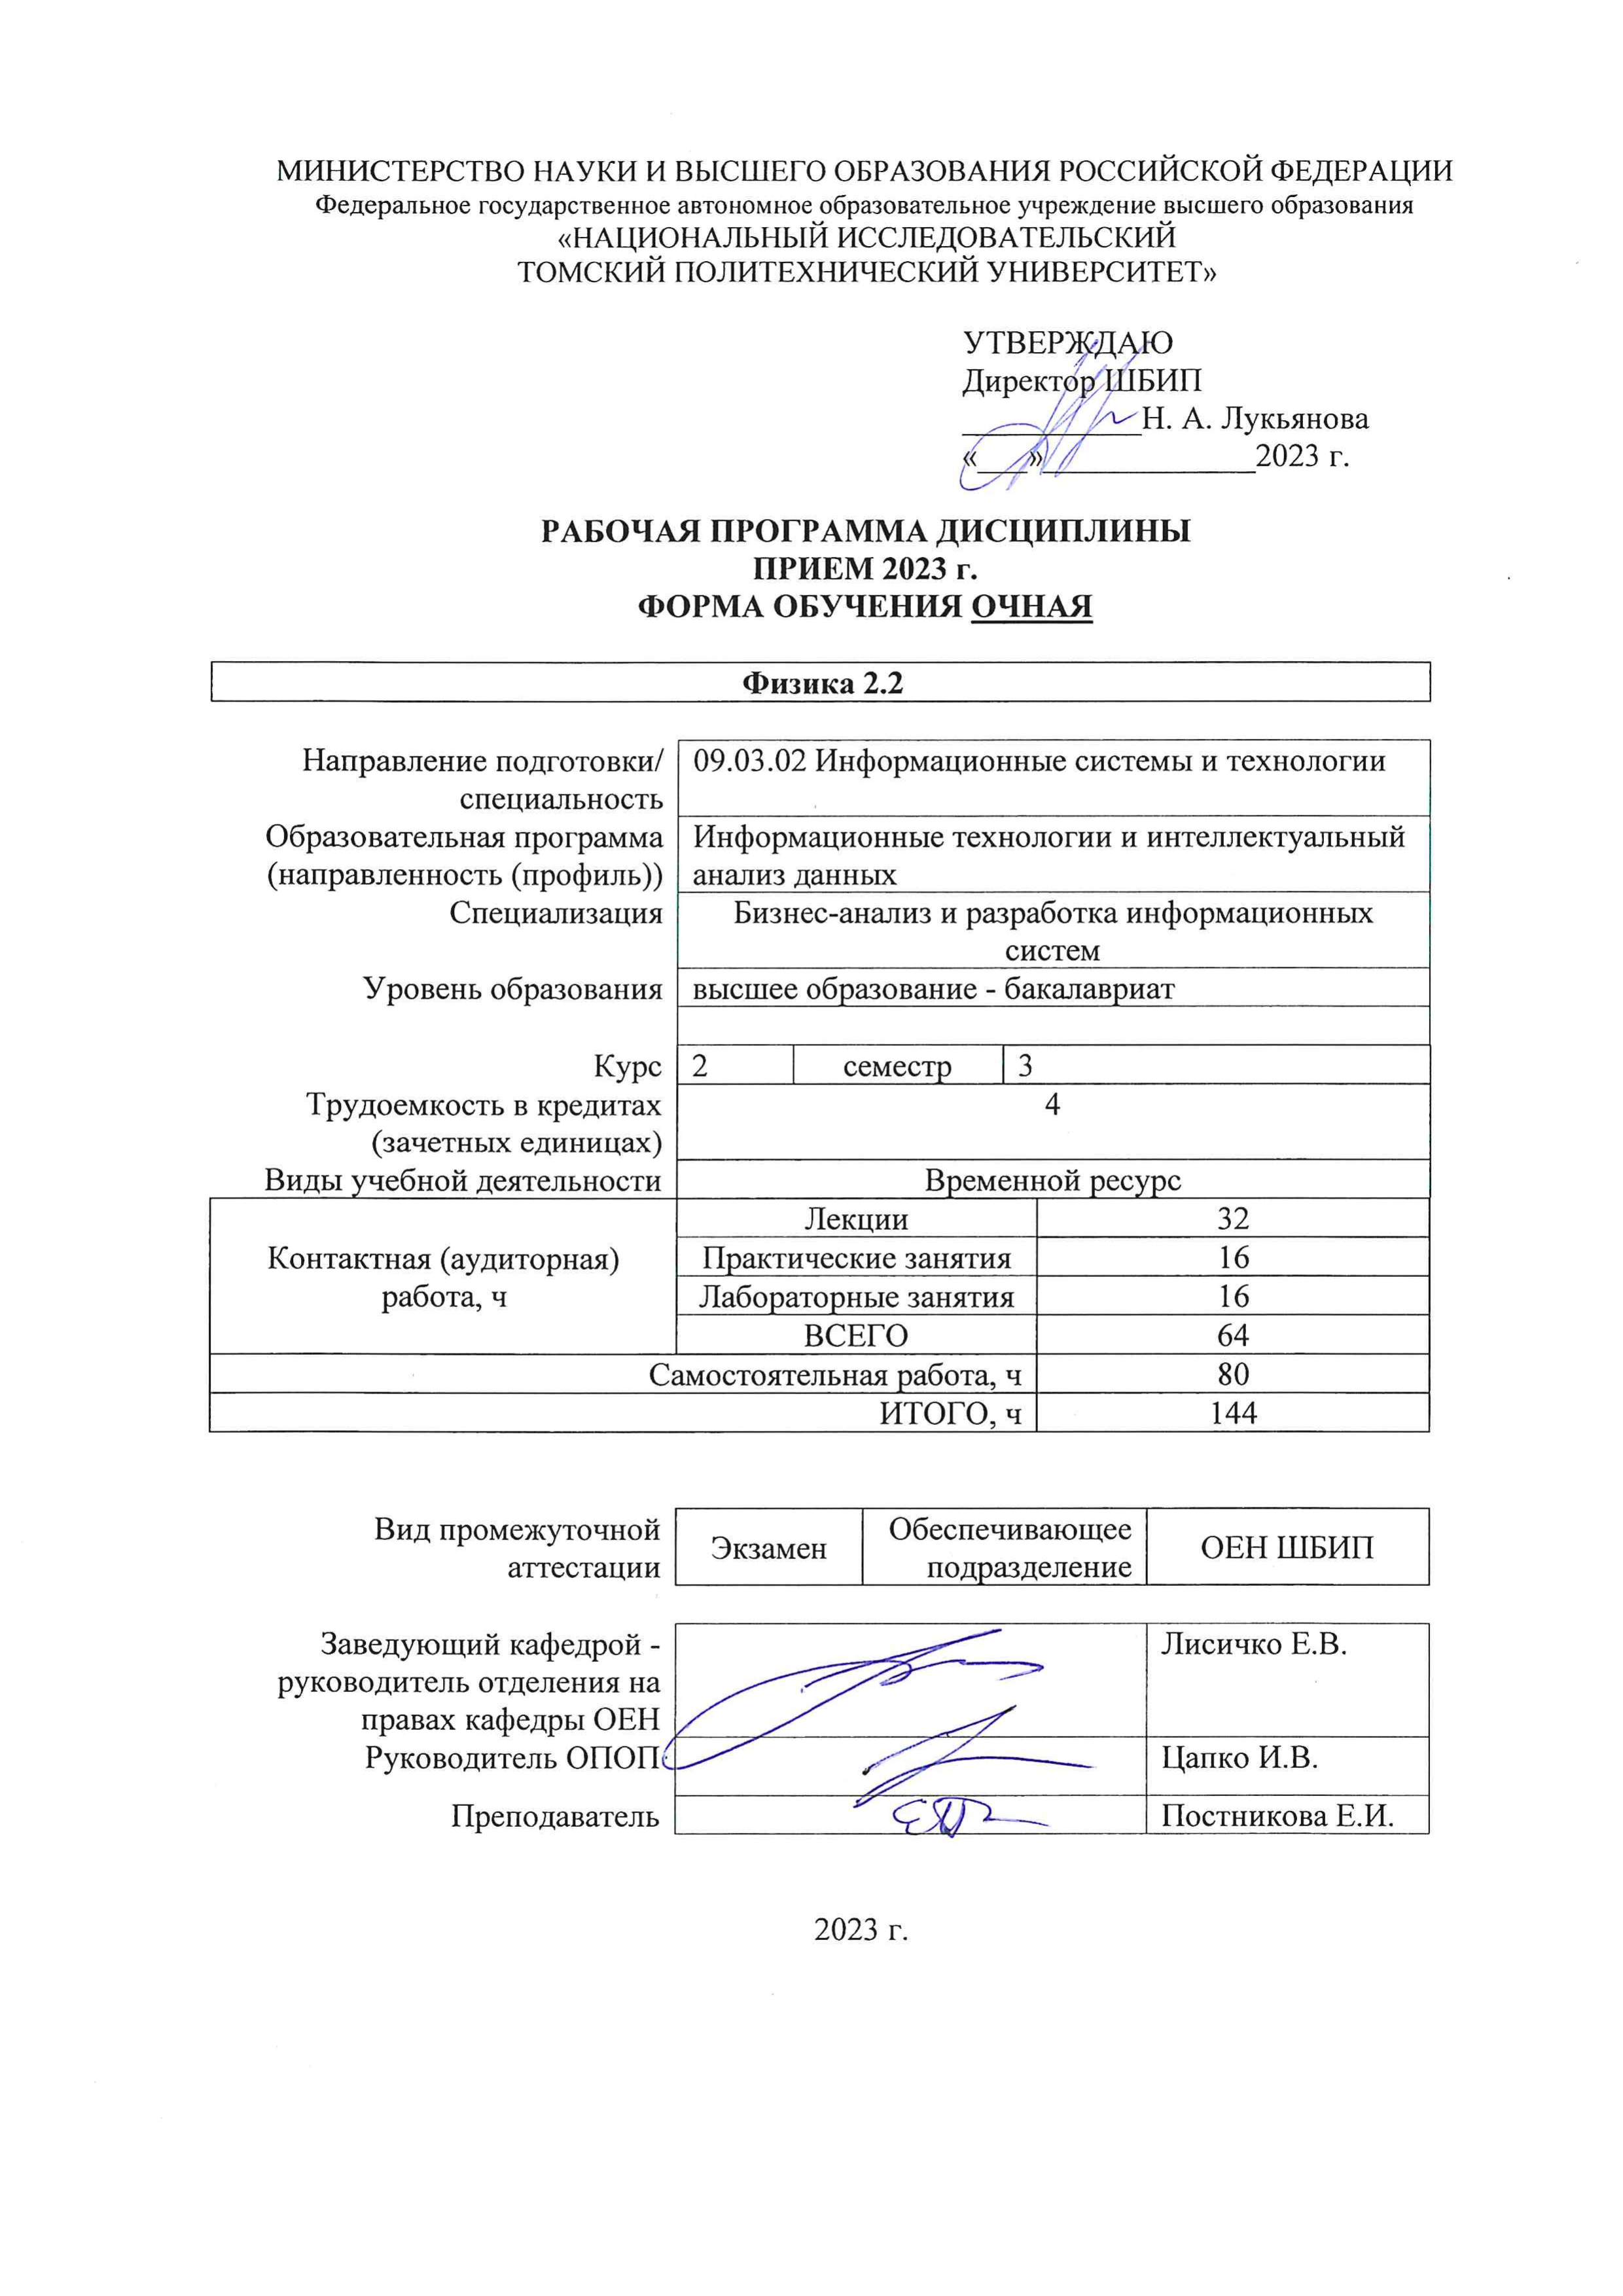 МИНИСТЕРСТВО НАУКИ И ВЫСШЕГО ОБРАЗОВАНИЯ РОССИЙСКОЙ ФЕДЕРАЦИИ
Федеральное государственное автономное образовательное учреждение высшего образования
«НАЦИОНАЛЬНЫЙ ИССЛЕДОВАТЕЛЬСКИЙ
ТОМСКИЙ ПОЛИТЕХНИЧЕСКИЙ УНИВЕРСИТЕТ»
УТВЕРЖДАЮ
Директор ШБИП
___________Н. А. Лукьянова
«___»_____________2023 г.
РАБОЧАЯ ПРОГРАММА ДИСЦИПЛИНЫ
ПРИЕМ 2023 г.
ФОРМА ОБУЧЕНИЯ ОЧНАЯ
Физика 2.2
Направление подготовки/ 09.03.02 Информационные системы и технологии
специальность
Образовательная программа Информационные технологии и интеллектуальный
(направленность (профиль)) анализ данных
Специализация Бизнес-анализ и разработка информационных
систем
Уровень образования высшее образование - бакалавриат
Курс 2 семестр 3
Трудоемкость в кредитах 4
(зачетных единицах)
Виды учебной деятельности Временной ресурс
Лекции 32
Контактная (аудиторная) Практические занятия 16
работа, ч Лабораторные занятия 16
ВСЕГО 64
Самостоятельная работа, ч 80
ИТОГО, ч 144
Вид промежуточной Экзамен Обеспечивающее ОЕН ШБИП
аттестации подразделение
Заведующий кафедрой - Лисичко Е.В.
руководитель отделения на
правах кафедры ОЕН
Руководитель ОПОП Цапко И.В.
Преподаватель Постникова Е.И.
2023 г.